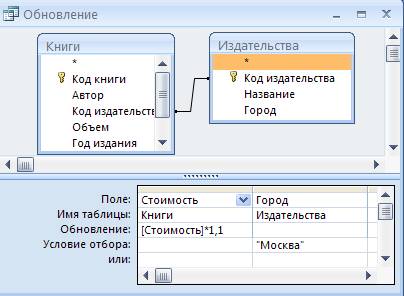 Обновление
Книги
*
Код книги
Автор
Код издательств
Объем
Год издания
Издательства
*
Код издательства
Название
Город
Поле: Стоимость Город
Имя таблицы: Книги Издательства
Обновление: [Стоимость]*1,1
Условие отбора: "Москва"
или: